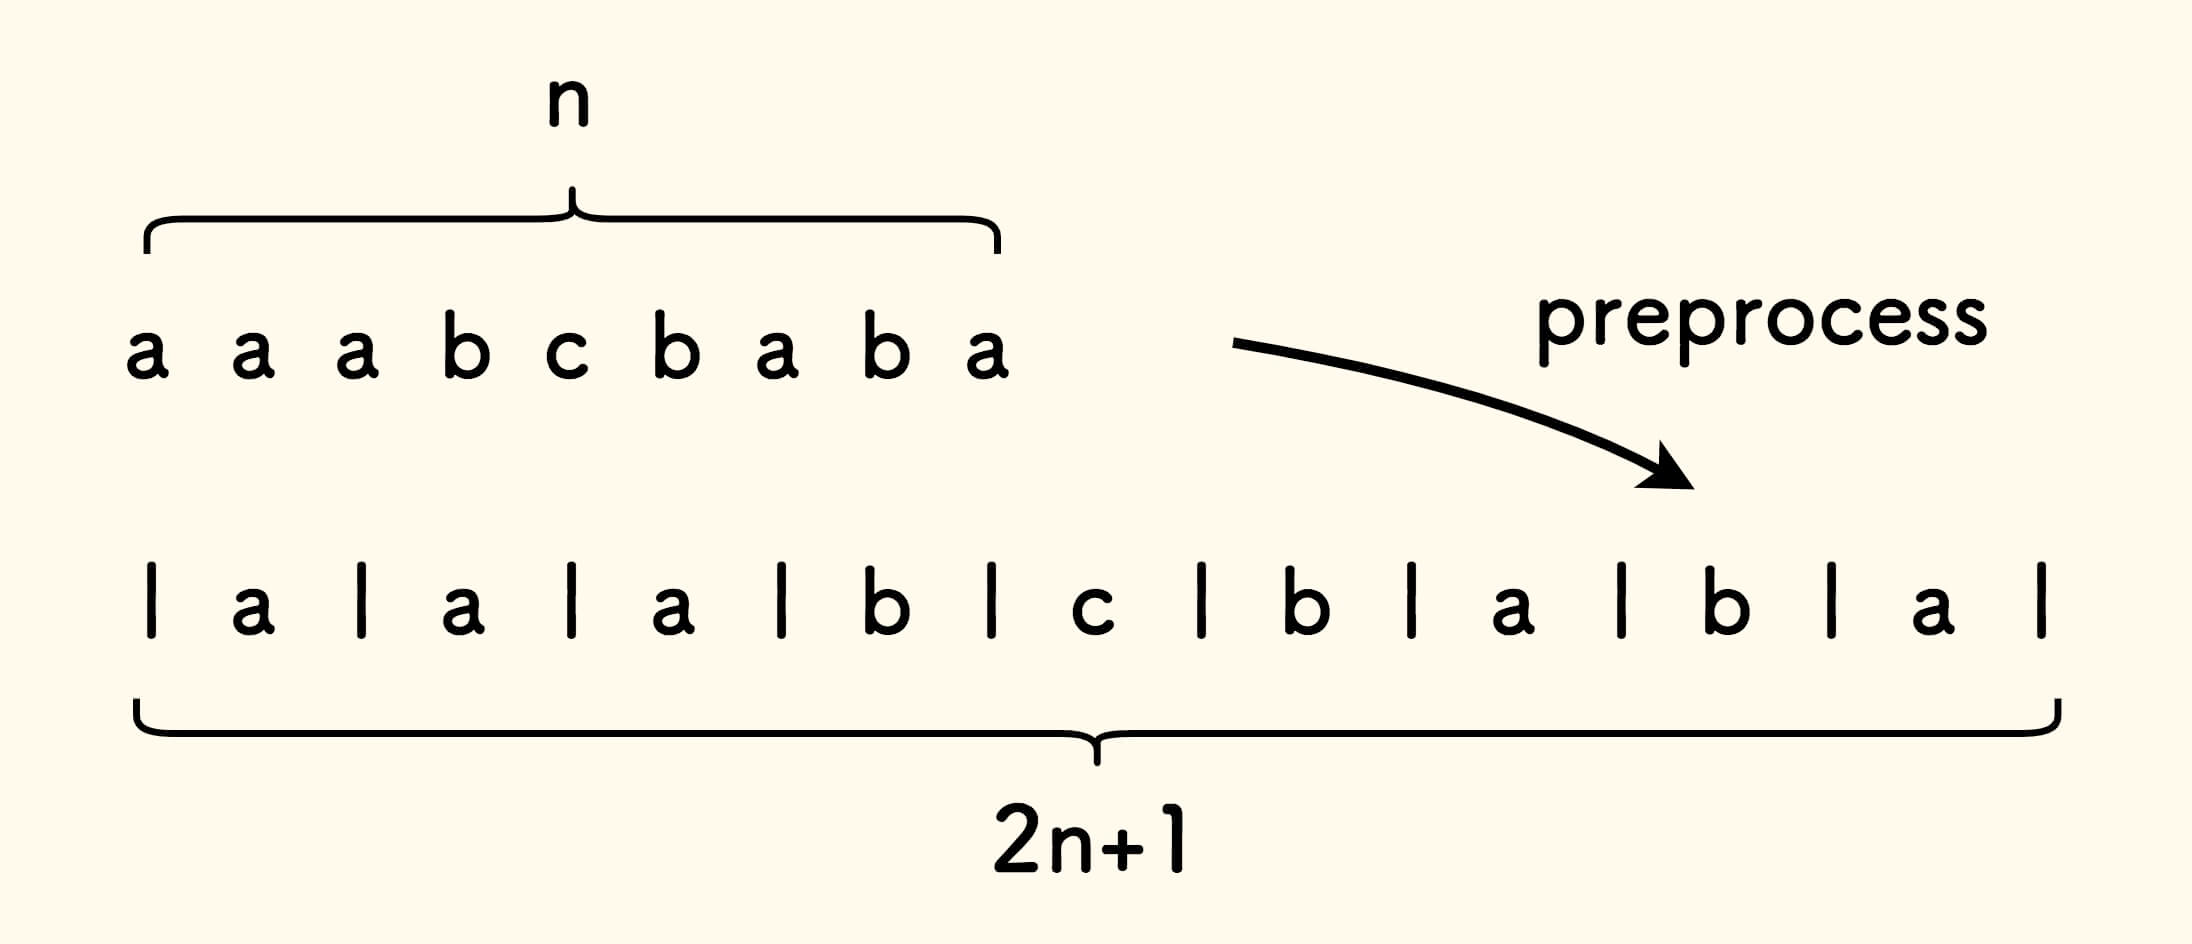 n
a a a b c b a b a
preprocess
| a | a | a | b | c | b | a | b | a |
2n+1